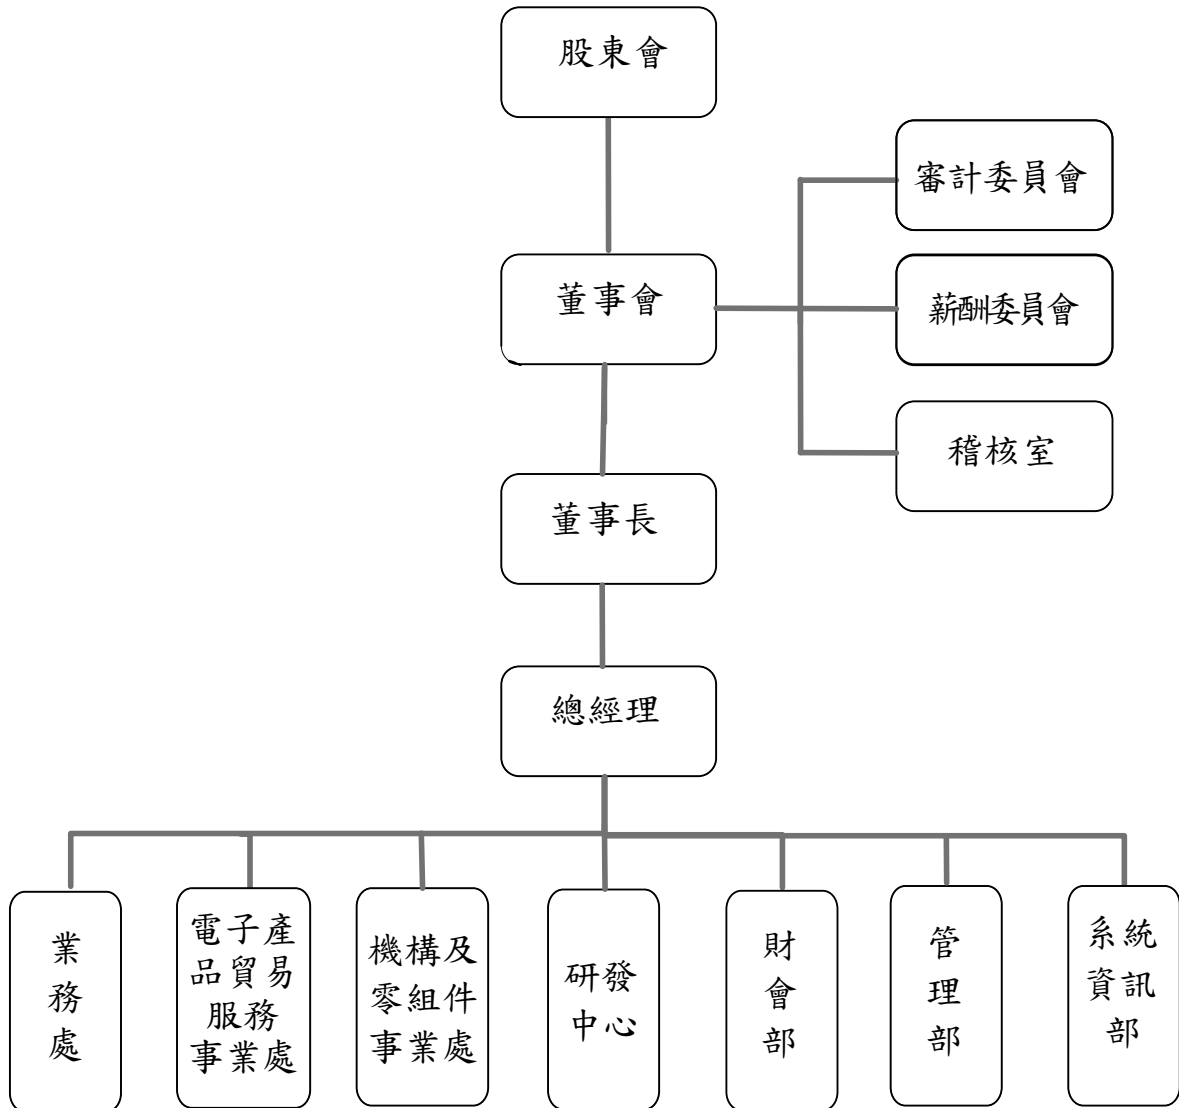 股東會
審計委員會
董事會
薪酬委員會
稽核室
董事長
總經理
業
務
處
電子產
品貿易
服務
事業處
機構及
零組件
事業處
研發
中心
財
會
部
管
理
部
系統
資訊
部